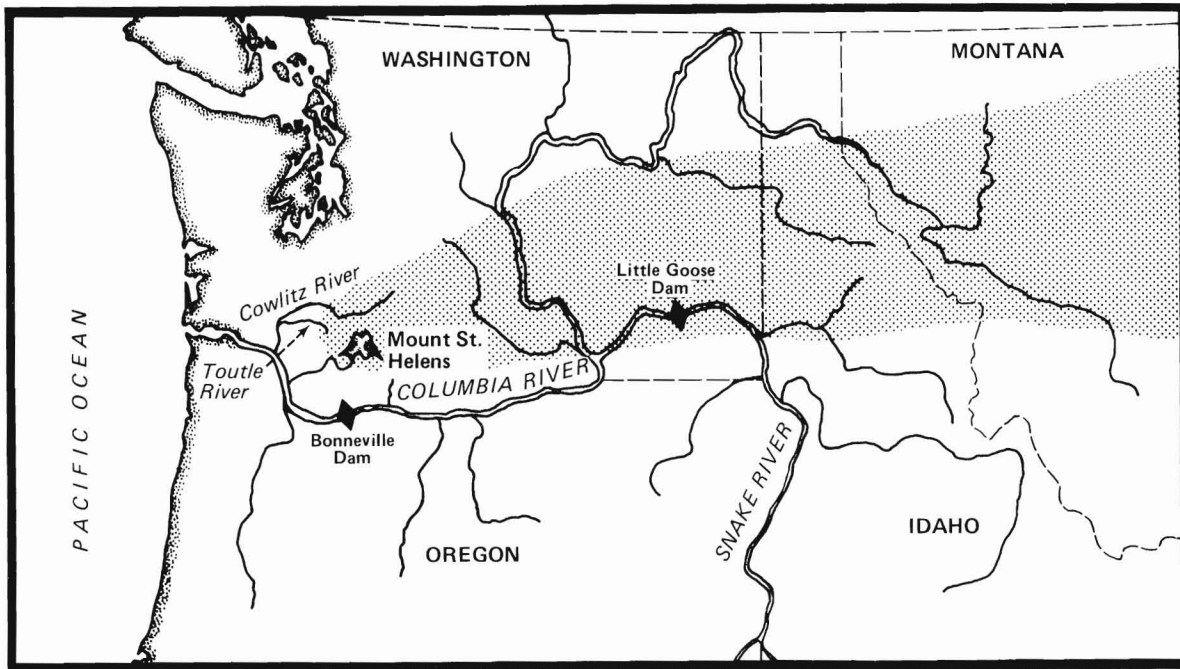 WASHINGTON
MONTANA
Little Goose
Dam
Cowlitz River
Mount St.
Helens
Toutle
River
COLUMBIA RIVER
Bonneville
Dam
PACIFIC OCEAN
SNAKE RIVER
OREGON
IDAHO